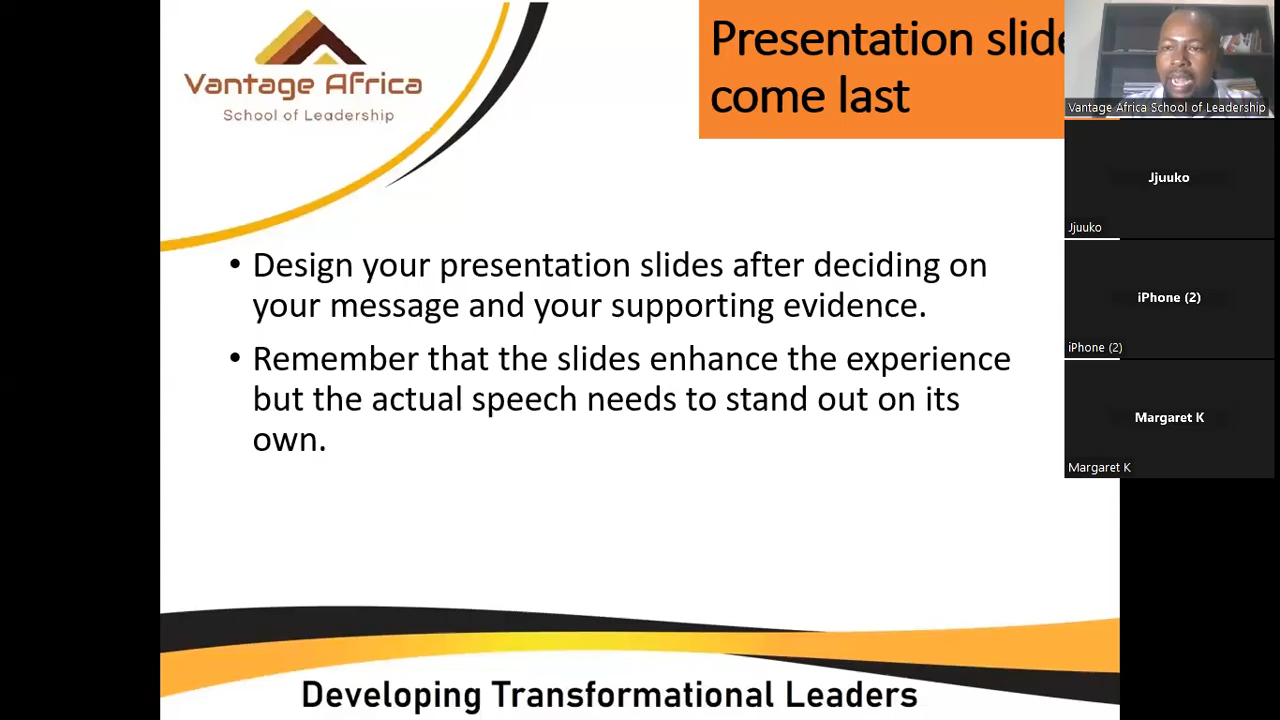 Vantage Africa
School of Leadership
Presentation slide
come last
• Design your presentation slides after deciding on
your message and your supporting evidence.
• Remember that the slides enhance the experience
but the actual speech needs to stand out on its
own.
Developing Transformational Leaders
Vantage Africa School of Leadership
Jjuuko
Jjuuko
iPhone (2)
iPhone (2)
Margaret K
Margaret K